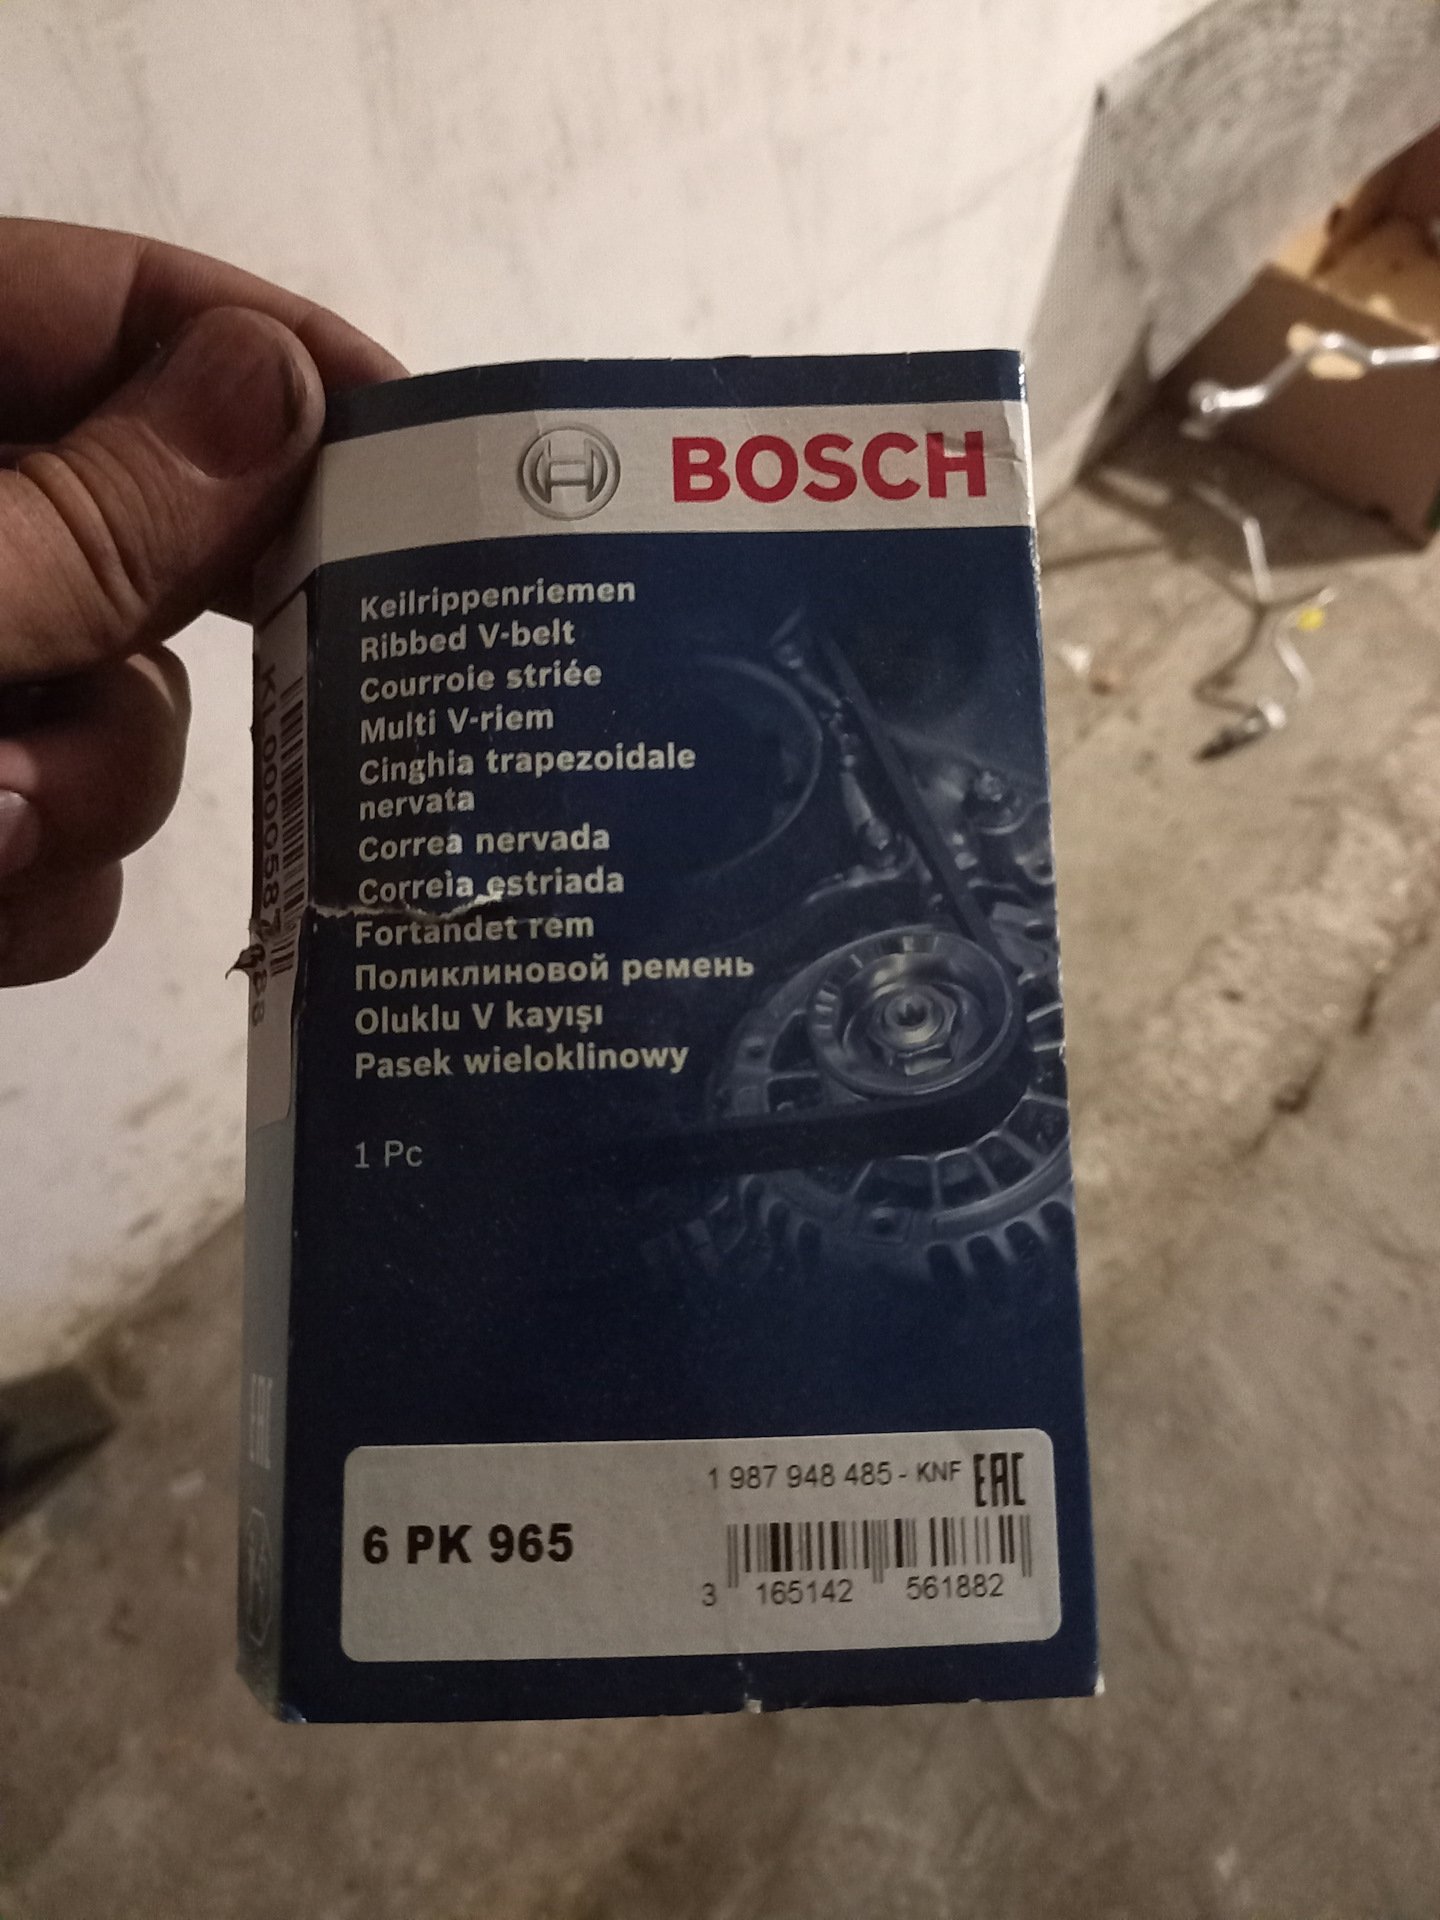 BOSCH
Keilrippenriemen
Ribbed V-belt
Courroie striée
Multi V-riem
Cinghia trapezoidale
nervata
Correa nervada
Correia estriada
Fortandet rem
Поликлиновой ремень
Oluklu V kayışı
Pasek wieloklinowy
1 Pc
1 987 948 485 - KNF EAC
6 PK 965
3 165142 561882
EAC